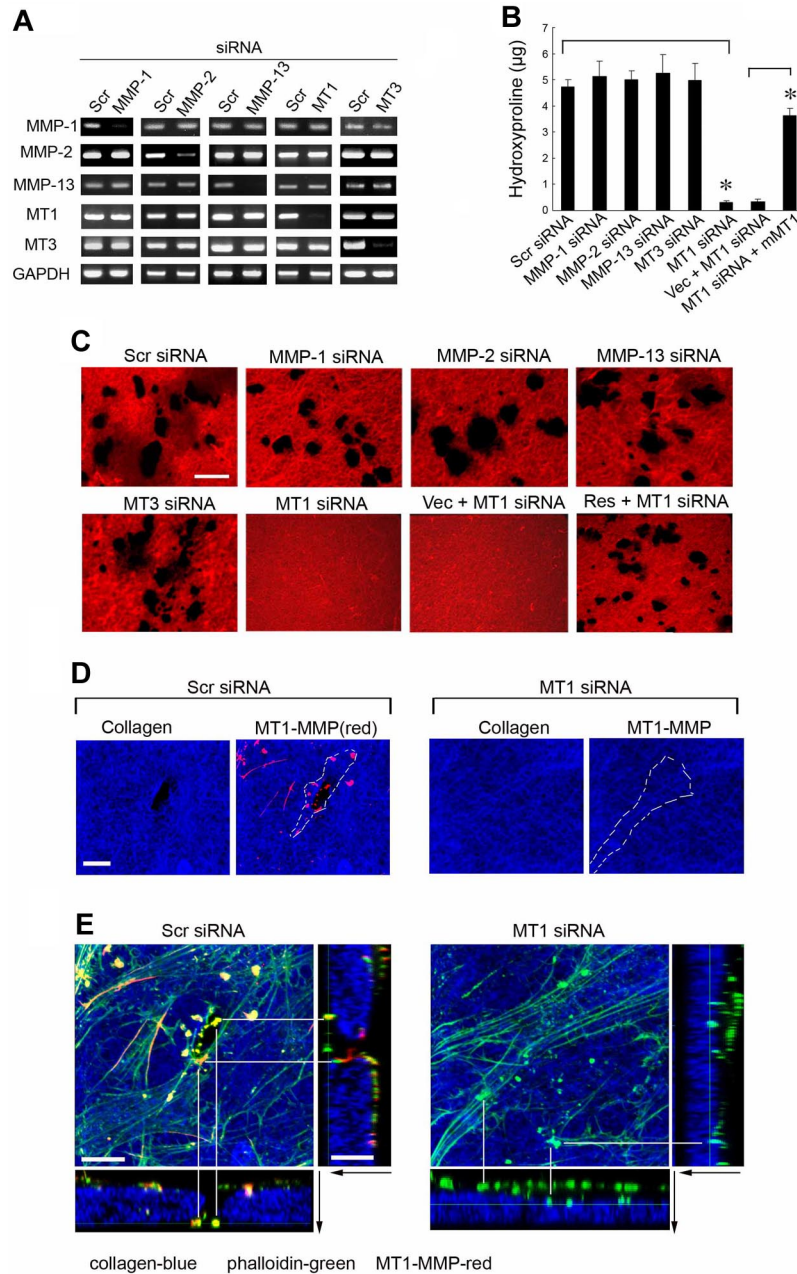 A
siRNA
Scr MMP-1 Scr MMP-2 Scr MMP-13 Scr MT1 Scr MT3
MMP-1
MMP-2
MMP-13
MT1
MT3
GAPDH
B
Hydroxyproline (µg)
8
7
6
5
4
3
2
1
0
*
*
Scr siRNA
MMP-1 siRNA
MMP-2 siRNA
MMP-13 siRNA
MT3 siRNA
MT1 siRNA
Vec + MT1 siRNA
MT1 siRNA + mMT1
C
Scr siRNA MMP-1 siRNA MMP-2 siRNA MMP-13 siRNA
MT3 siRNA MT1 siRNA Vec + MT1 siRNA Res + MT1 siRNA
D
Scr siRNA MT1 siRNA
Collagen MT1-MMP(red) Collagen MT1-MMP
E
Scr siRNA MT1 siRNA
collagen-blue phalloidin-green MT1-MMP-red